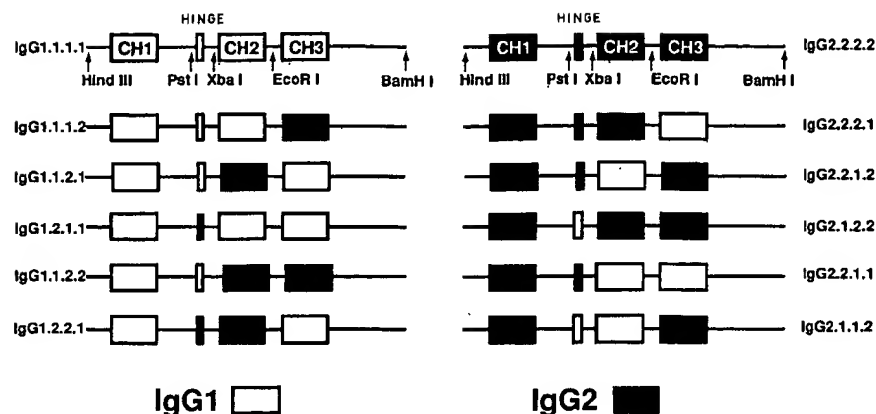 HINGE HINGE
IgG1.1.1.1 CH1 CH2 CH3 CH1 CH2 CH3 IgG2.2.2.2
Hind III Pst I Xba I EcoR I BamH I Hind III Pst I Xba I EcoR I BamH I
IgG1.1.1.2 IgG2.2.2.1
IgG1.1.2.1 IgG2.2.1.2
IgG1.2.1.1 IgG2.1.2.2
IgG1.1.2.2 IgG2.2.1.1
IgG1.2.2.1 IgG2.1.1.2
IgG1 IgG2